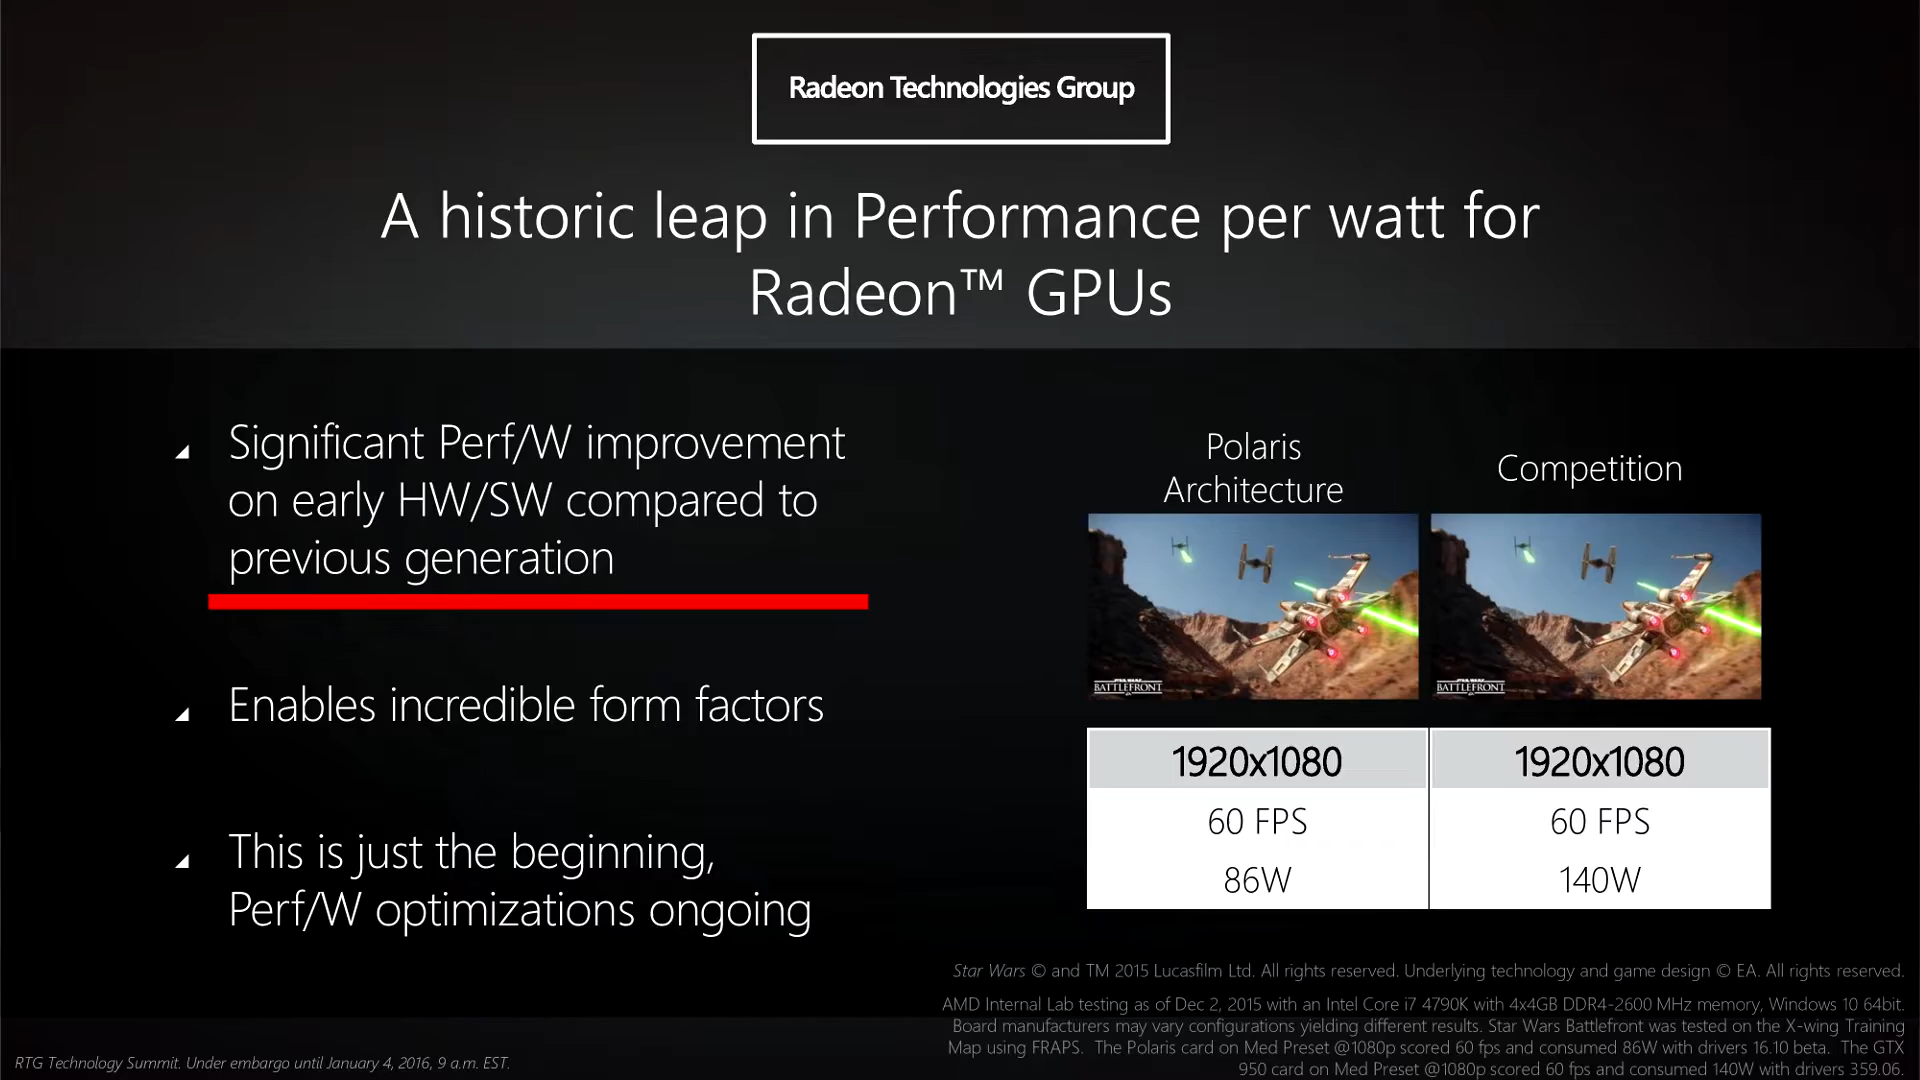 Radeon Technologies Group
A historic leap in Performance per watt for
Radeon™ GPUs
Significant Perf/W improvement
on early HW/SW compared to
previous generation
Enables incredible form factors
This is just the beginning,
Perf/W optimizations ongoing
Polaris
Architecture
Competition
BATTLEFRONT
BATTLEFRONT
1920x1080 1920x1080
60 FPS 60 FPS
86W 140W
Star Wars © and TM 2015 Lucasfilm Ltd. All rights reserved. Underlying technology and game design © EA. All rights reserved.
AMD Internal Lab testing as of Dec 2, 2015 with an Intel Core i7 4790K with 4x4GB DDR4-2600 MHz memory, Windows 10 64bit.
Board manufacturers may vary configurations yielding different results. Star Wars Battlefront was tested on the X-wing Training
Map using FRAPS. The Polaris card on Med Preset @1080p scored 60 fps and consumed 86W with drivers 16.10 beta. The GTX
950 card on Med Preset @1080p scored 60 fps and consumed 140W with drivers 359.06.
RTG Technology Summit. Under embargo until January 4, 2016, 9 a.m. EST.